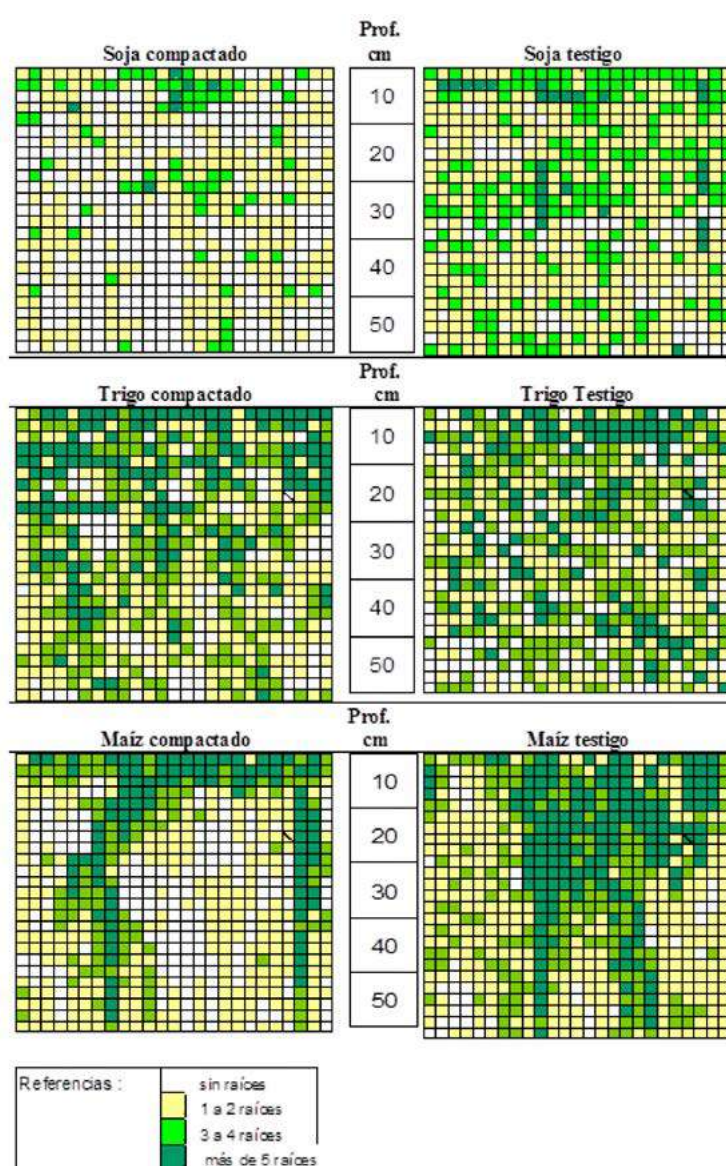 Prof.
Soja compactado cm Soja testigo
10
20
30
40
50
Prof.
Trigo compactado cm Trigo Testigo
10
20
30
40
50
Prof.
Maíz compactado cm Maíz testigo
10
20
30
40
50
Referencias : sin raíces
1 a 2 raíces
3 a 4 raíces
más de 5 raíces